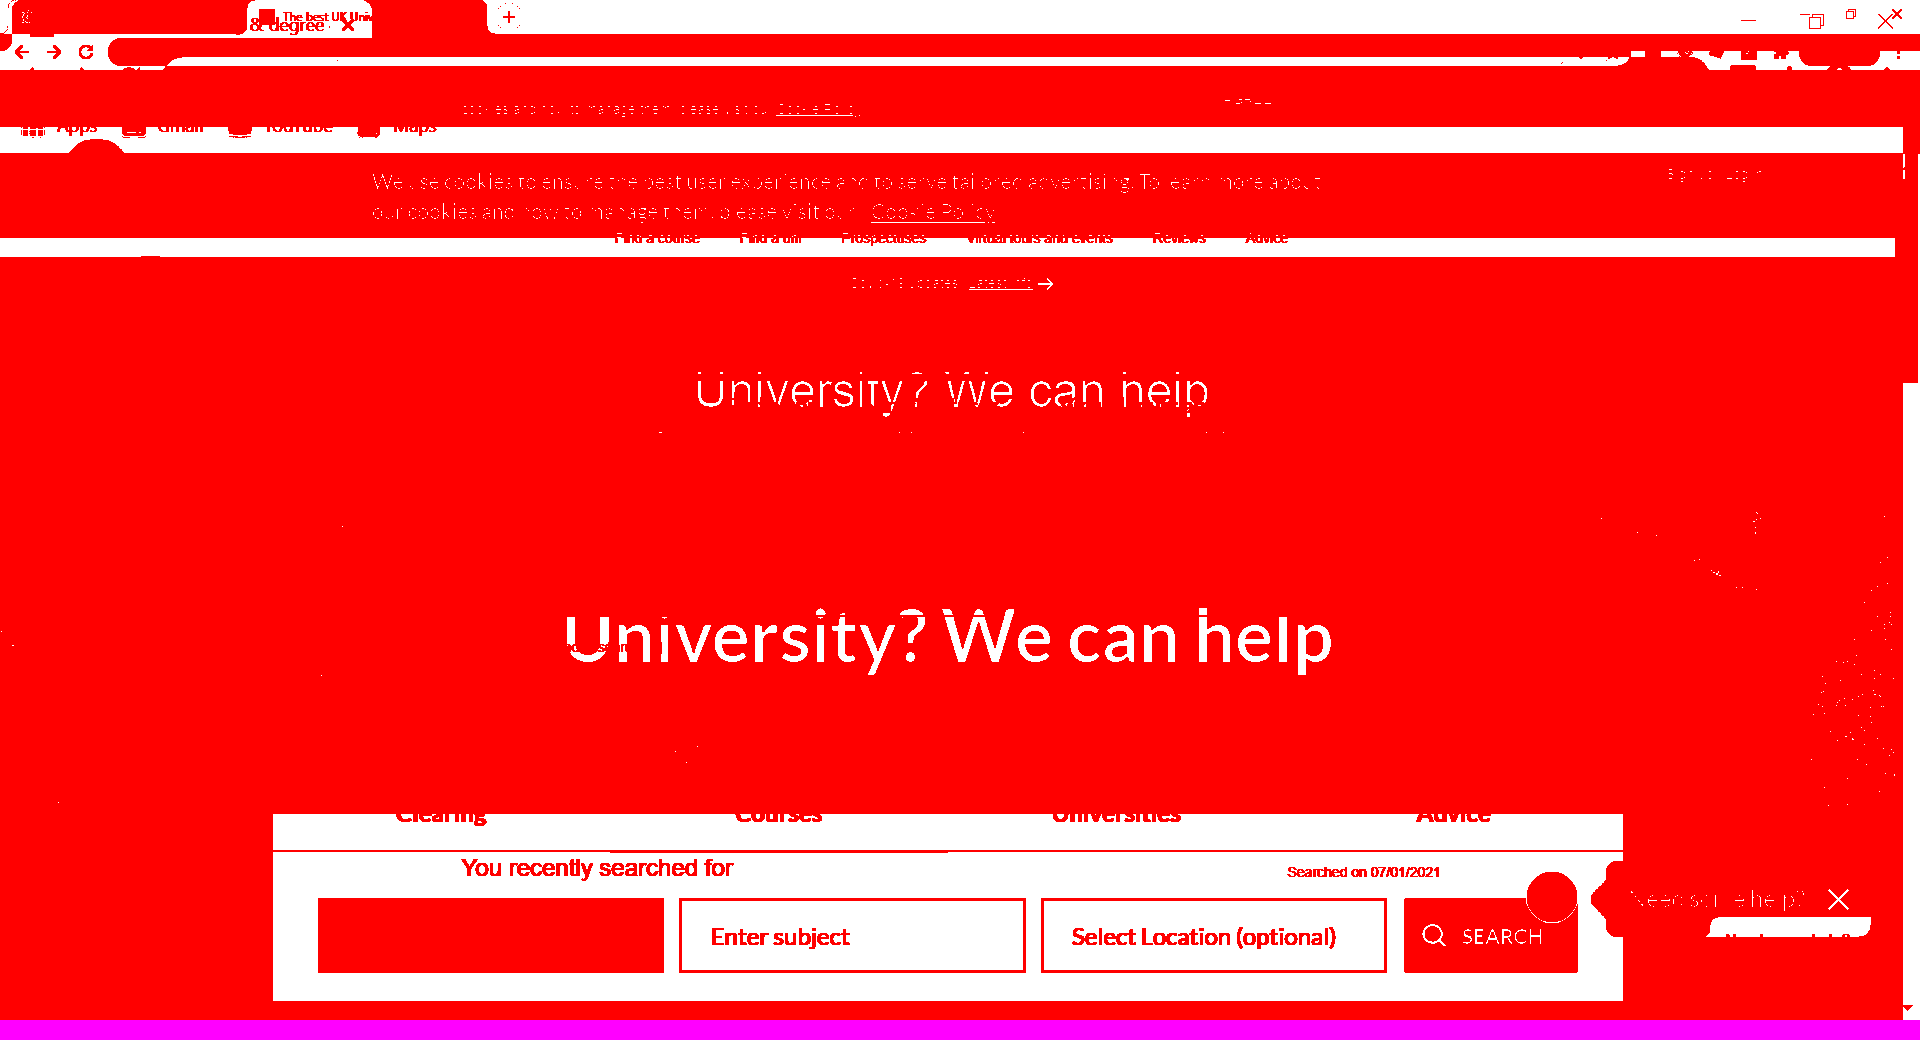 The best UK Univ
& degree
Apps Gmail YouTube Maps
We use cookies to ensure the best user experience and to serve tailored advertising. To learn more about
our cookies and how to manage them please visit our Cookie Policy
Find a course Find a uni Prospectuses Virtual tours and events Reviews Advice
Latest info
University? We can help
University? We can help
Clearing Courses Universities Advice
You recently searched for
Searched on 07/01/2021
Enter subject
Select Location (optional)
SEARCH
Need some help?